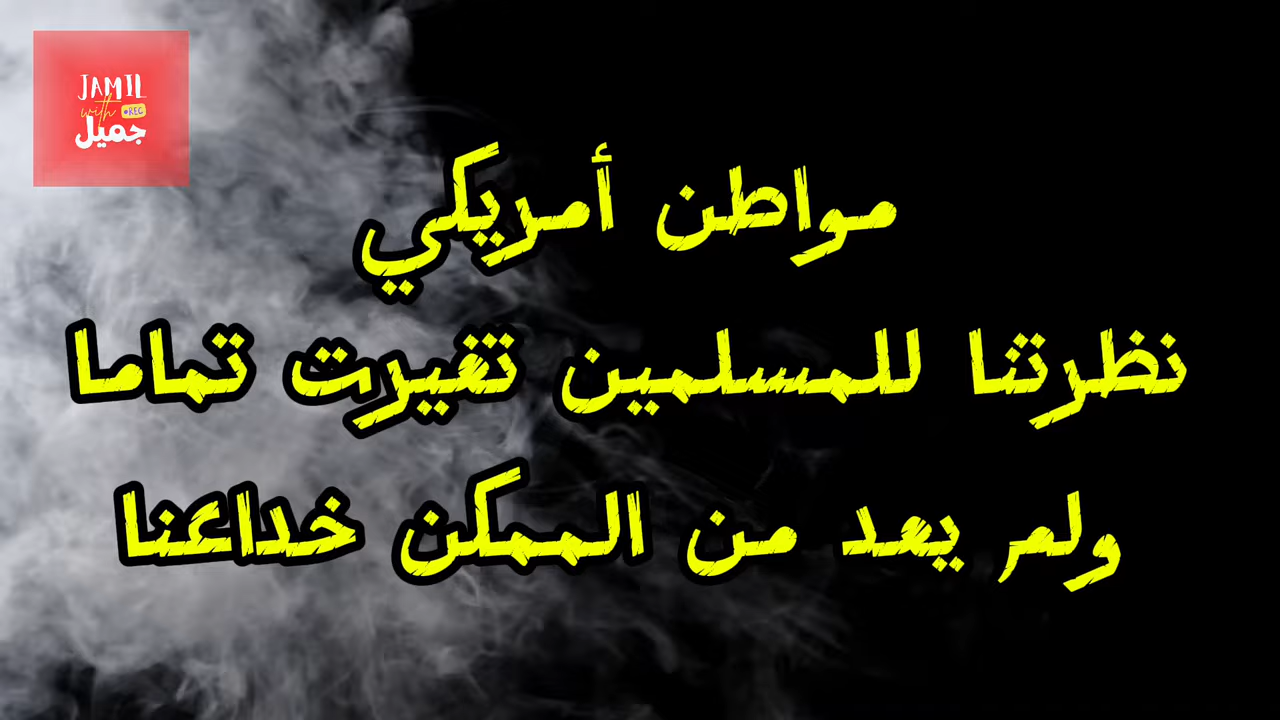 JAMIL
with REC
جميل
مواطن أمريكي
نظرتنا للمسلمين تغيرت تماما
ولم يعد من الممكن خداعنا